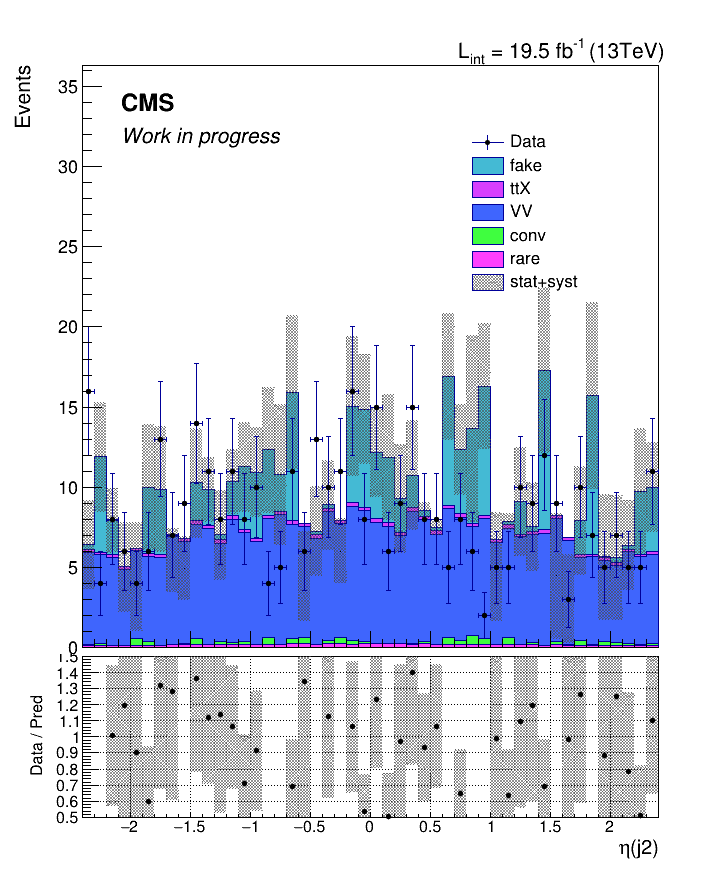 L_int = 19.5 fb^-1 (13TeV)
Events
CMS
Work in progress
Data
fake
ttX
VV
conv
rare
stat+syst
35
30
25
20
15
10
5
0
Data / Pred
1.5
1.4
1.3
1.2
1.1
1
0.9
0.8
0.7
0.6
0.5
−2 −1.5 −1 −0.5 0 0.5 1 1.5 2
η(j2)